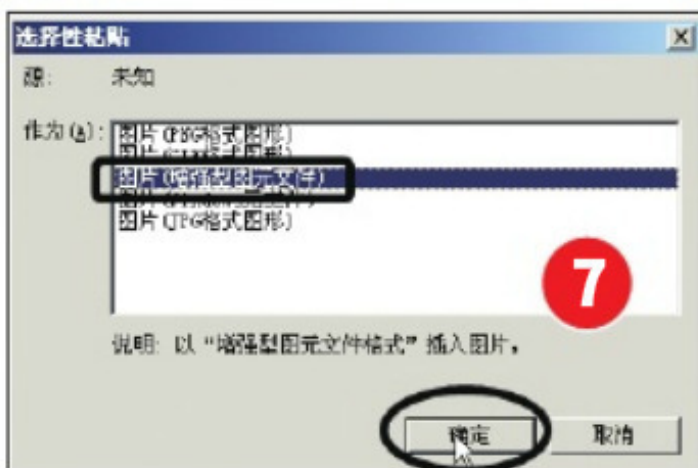 选择性粘贴
源: 未知
作为(A):
图片(PNG格式图形)
图片(增强型图元文件)
图片(JPG格式图形)
7
说明: 以“增强型图元文件格式”插入图片。
确定 取消